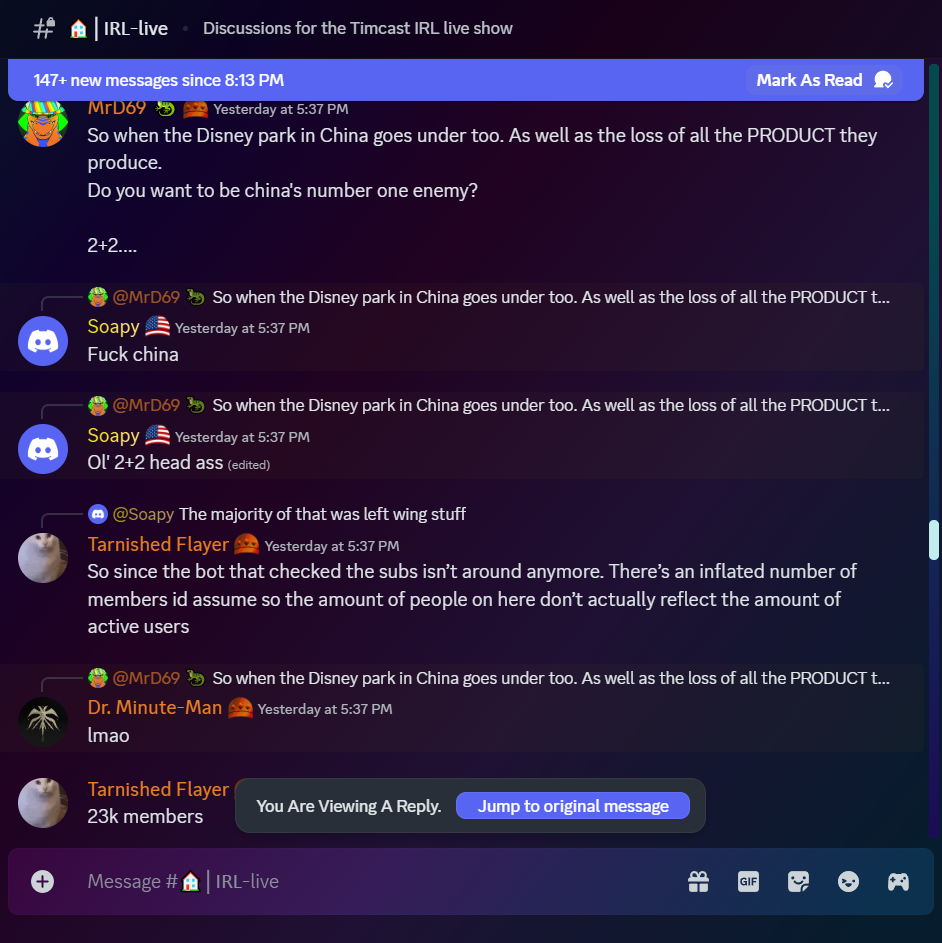 IRL-live
Discussions for the Timcast IRL live show
147+ new messages since 8:13 PM
Mark As Read
MrD69 Yesterday at 5:37 PM
So when the Disney park in China goes under too. As well as the loss of all the PRODUCT they
produce.
Do you want to be china's number one enemy?
2+2....
@MrD69 So when the Disney park in China goes under too. As well as the loss of all the PRODUCT t...
Soapy Yesterday at 5:37 PM
Fuck china
@MrD69 So when the Disney park in China goes under too. As well as the loss of all the PRODUCT t...
Soapy Yesterday at 5:37 PM
Ol' 2+2 head ass (edited)
@Soapy The majority of that was left wing stuff
Tarnished Flayer Yesterday at 5:37 PM
So since the bot that checked the subs isn’t around anymore. There’s an inflated number of
members id assume so the amount of people on here don’t actually reflect the amount of
active users
@MrD69 So when the Disney park in China goes under too. As well as the loss of all the PRODUCT t...
Dr. Minute-Man Yesterday at 5:37 PM
lmao
Tarnished Flayer
23k members
You Are Viewing A Reply.
Jump to original message
Message # | IRL-live
GIF